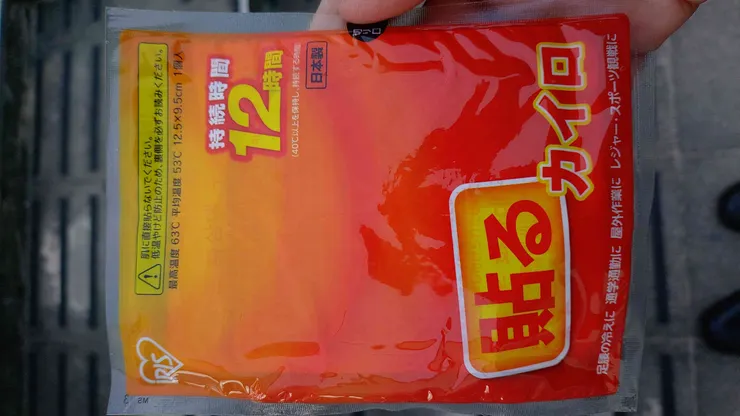 肌に直接貼らないでください。
低温やけど防止のため、裏側を必ずお読みください。
最高温度 63℃ 平均温度 53℃ 12.5×9.5cm 1個入
IRIS
持続時間
12時間
(40℃以上を保持し、持続する時間)
日本製
切り口
貼るカイロ
足腰の冷えに 通学通勤に 屋外作業に レジャー・スポーツ観戦に